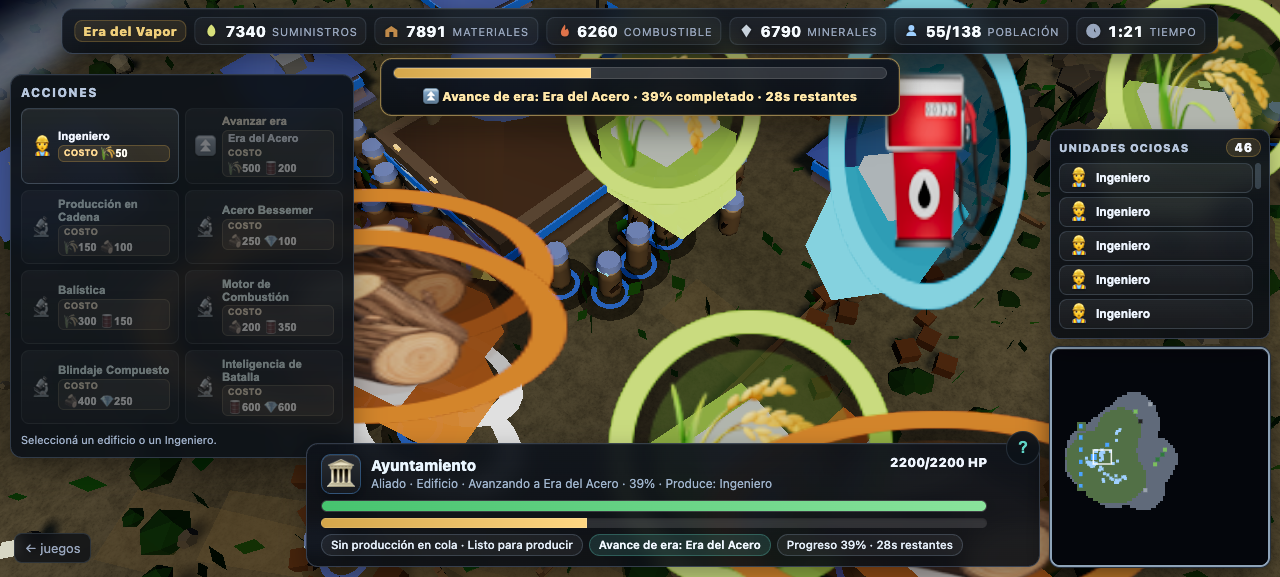 Era del Vapor 7340 SUMINISTROS 7891 MATERIALES 6260 COMBUSTIBLE 6790 MINERALES 55/138 POBLACIÓN 1:21 TIEMPO
Avance de era: Era del Acero · 39% completado · 28s restantes
ACCIONES
Ingeniero
COSTO 50
Avanzar era
Era del Acero
COSTO
500 200
Producción en
Cadena
COSTO
150 100
Acero Bessemer
COSTO
250 100
Balística
COSTO
300 150
Motor de
Combustión
COSTO
200 350
Blindaje Compuesto
COSTO
400 250
Inteligencia de
Batalla
COSTO
600 600
Seleccioná un edificio o un Ingeniero.
UNIDADES OCIOSAS 46
Ingeniero
Ingeniero
Ingeniero
Ingeniero
Ingeniero
?
Ayuntamiento 2200/2200 HP
Aliado · Edificio · Avanzando a Era del Acero · 39% · Produce: Ingeniero
Sin producción en cola · Listo para producir Avance de era: Era del Acero Progreso 39% · 28s restantes
← juegos